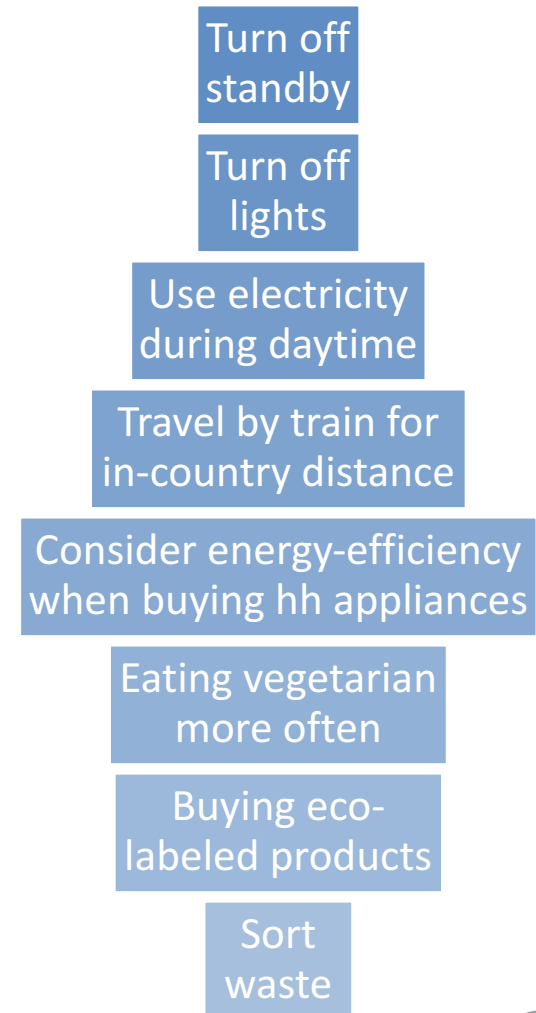 Turn off
standby
Turn off
lights
Use electricity
during daytime
Travel by train for
in-country distance
Consider energy-efficiency
when buying hh appliances
Eating vegetarian
more often
Buying eco-
labeled products
Sort
waste